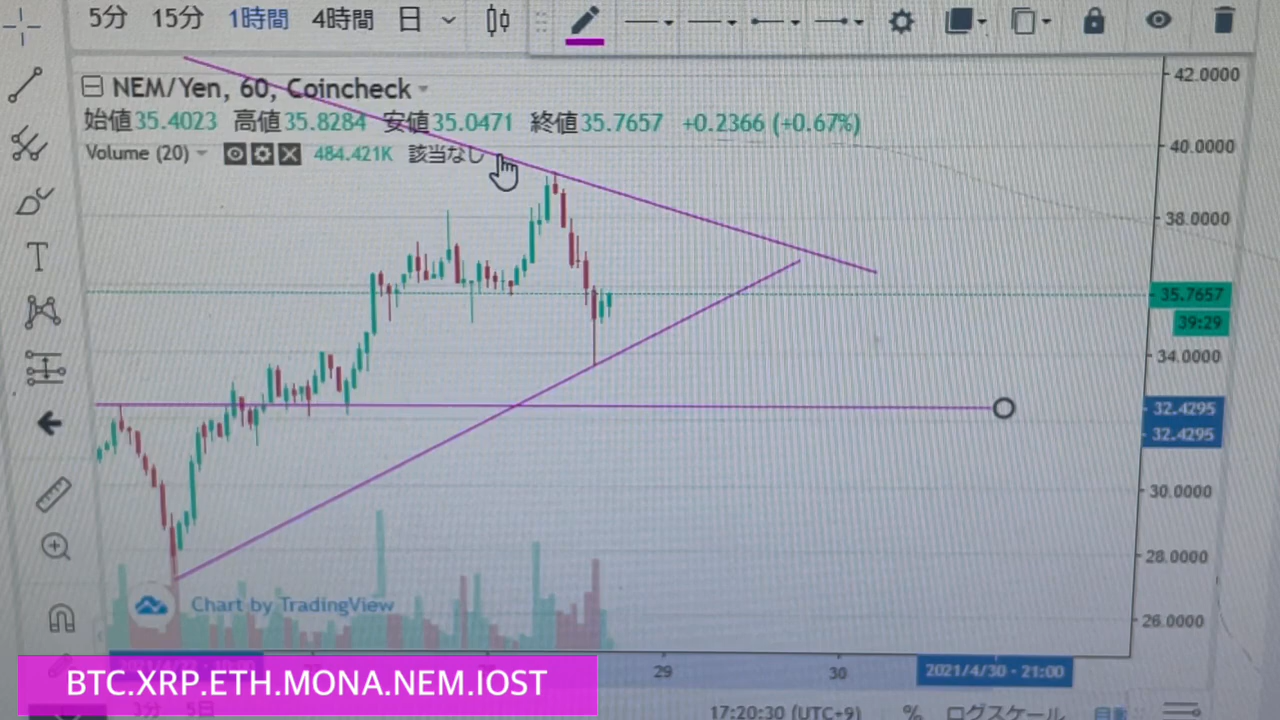 5分 15分 1時間 4時間 日
NEM/Yen, 60, Coincheck
始値35.4023 高値35.8284 安値35.0471 終値35.7657 +0.2366 (+0.67%)
Volume (20) 484.421K 該当なし
T
42.0000
40.0000
38.0000
35.7657
39:29
34.0000
32.4295
32.4295
30.0000
28.0000
26.0000
Chart by TradingView
29 30 2021/4/30 - 21:00
BTC.XRP.ETH.MONA.NEM.IOST
5日 17:20:30 (UTC+9) % ログスケール 自動